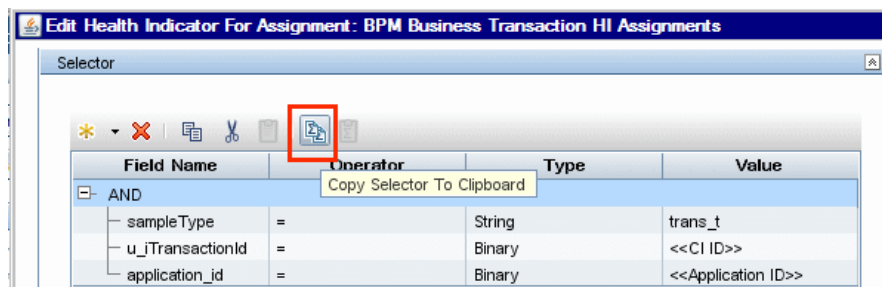 Edit Health Indicator For Assignment: BPM Business Transaction HI Assignments
Selector
Field Name Operator Type Value
Copy Selector To Clipboard
AND
sampleType = String trans_t
u_iTransactionId = Binary <<CI ID>>
application_id = Binary <<Application ID>>